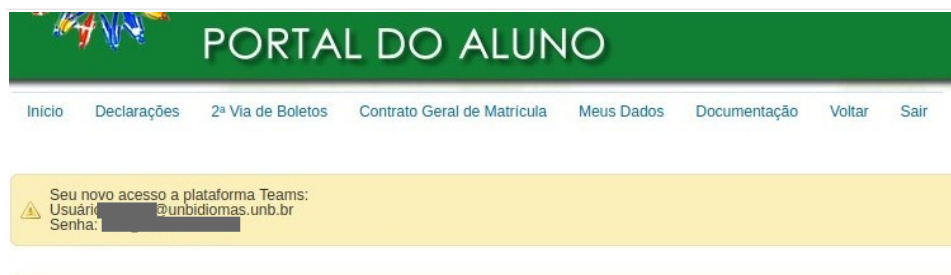 PORTAL DO ALUNO
Início Declarações 2ª Via de Boletos Contrato Geral de Matrícula Meus Dados Documentação Voltar Sair
Seu novo acesso a plataforma Teams:
@unbidiomas.unb.br
Senha: